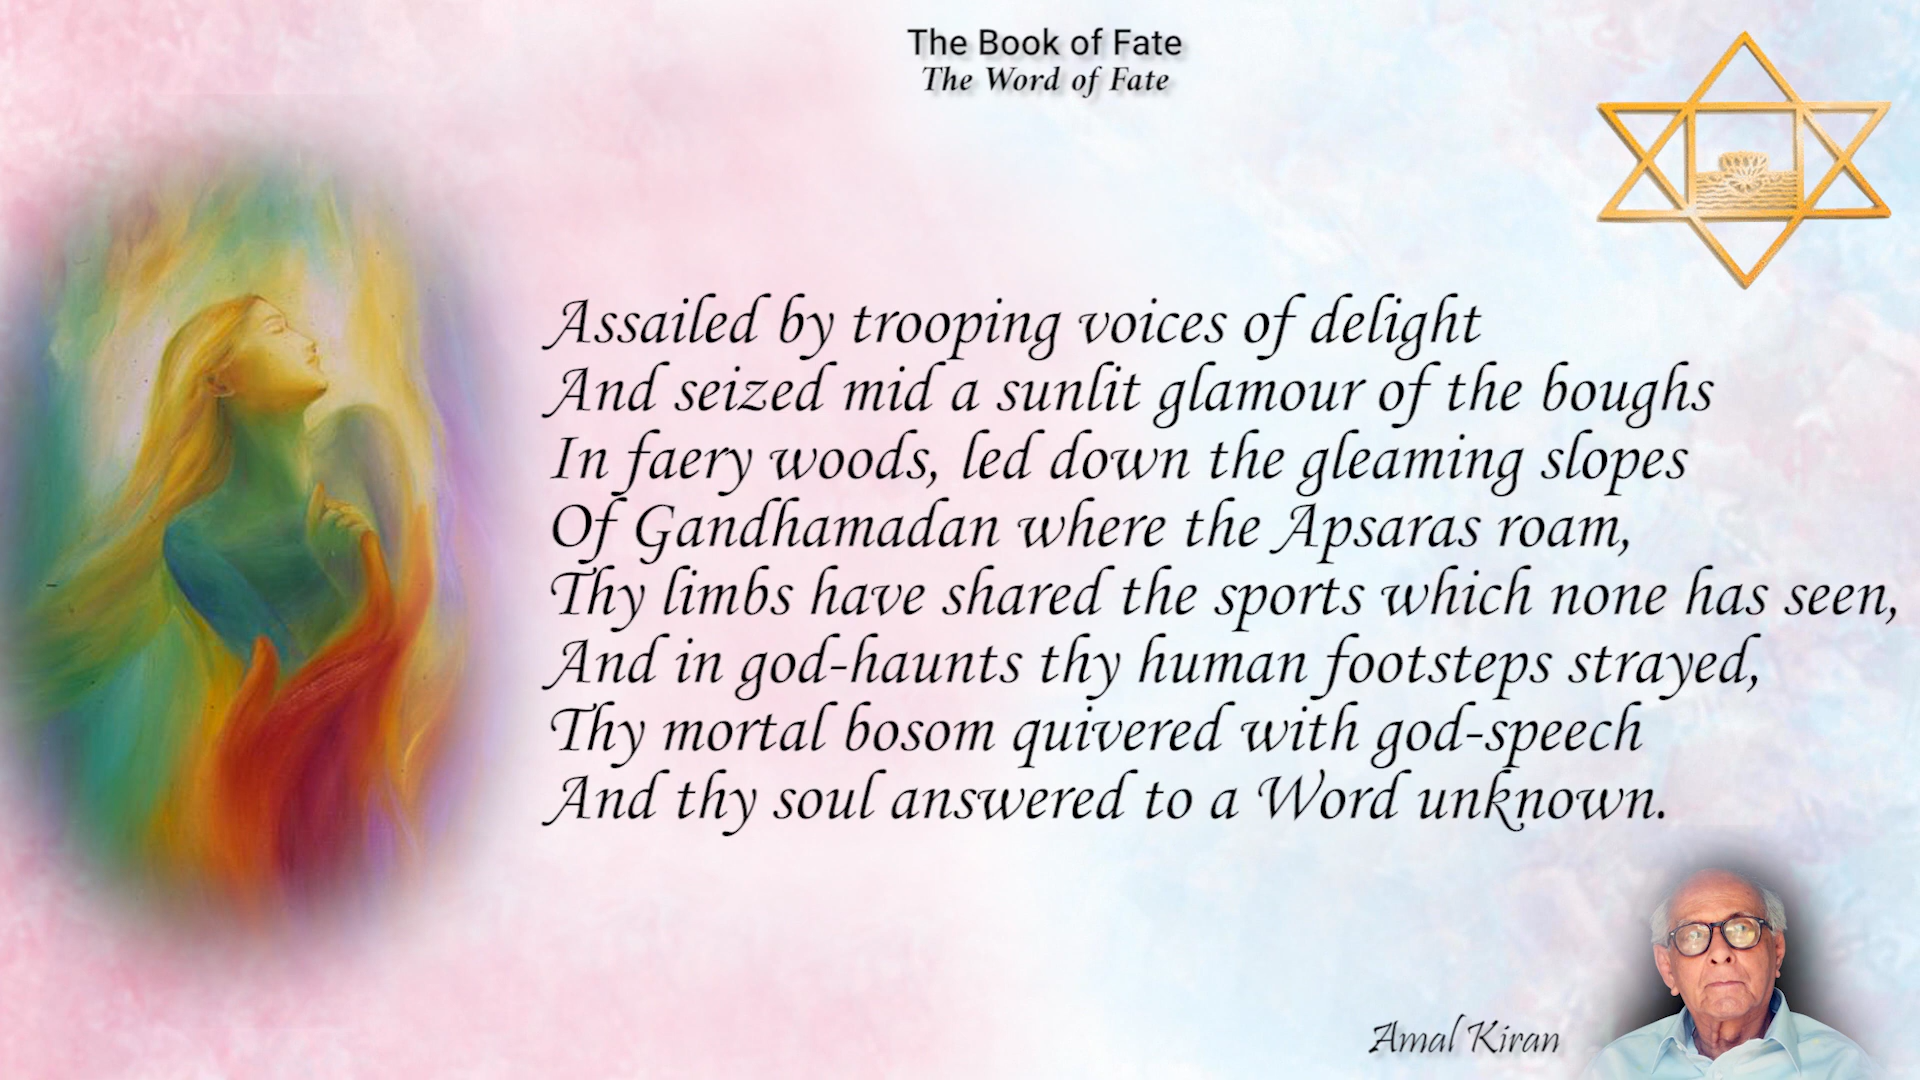 The Book of Fate
The Word of Fate
Assailed by trooping voices of delight
And seized mid a sunlit glamour of the boughs
In faery woods, led down the gleaming slopes
Of Gandhamadan where the Apsaras roam,
Thy limbs have shared the sports which none has seen,
And in god-haunts thy human footsteps strayed,
Thy mortal bosom quivered with god-speech
And thy soul answered to a Word unknown.
Amal Kiran